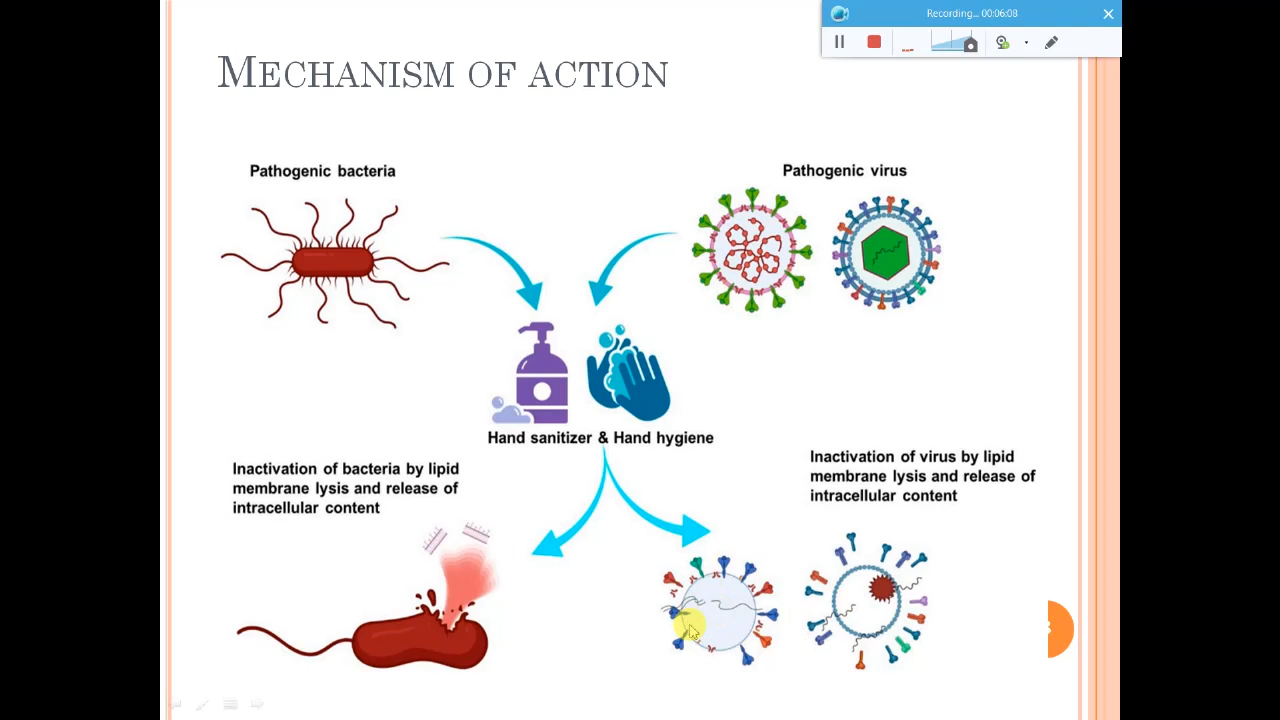 Recording... 00:06:08
MECHANISM OF ACTION
Pathogenic bacteria
Pathogenic virus
Hand sanitizer & Hand hygiene
Inactivation of bacteria by lipid
membrane lysis and release of
intracellular content
Inactivation of virus by lipid
membrane lysis and release of
intracellular content